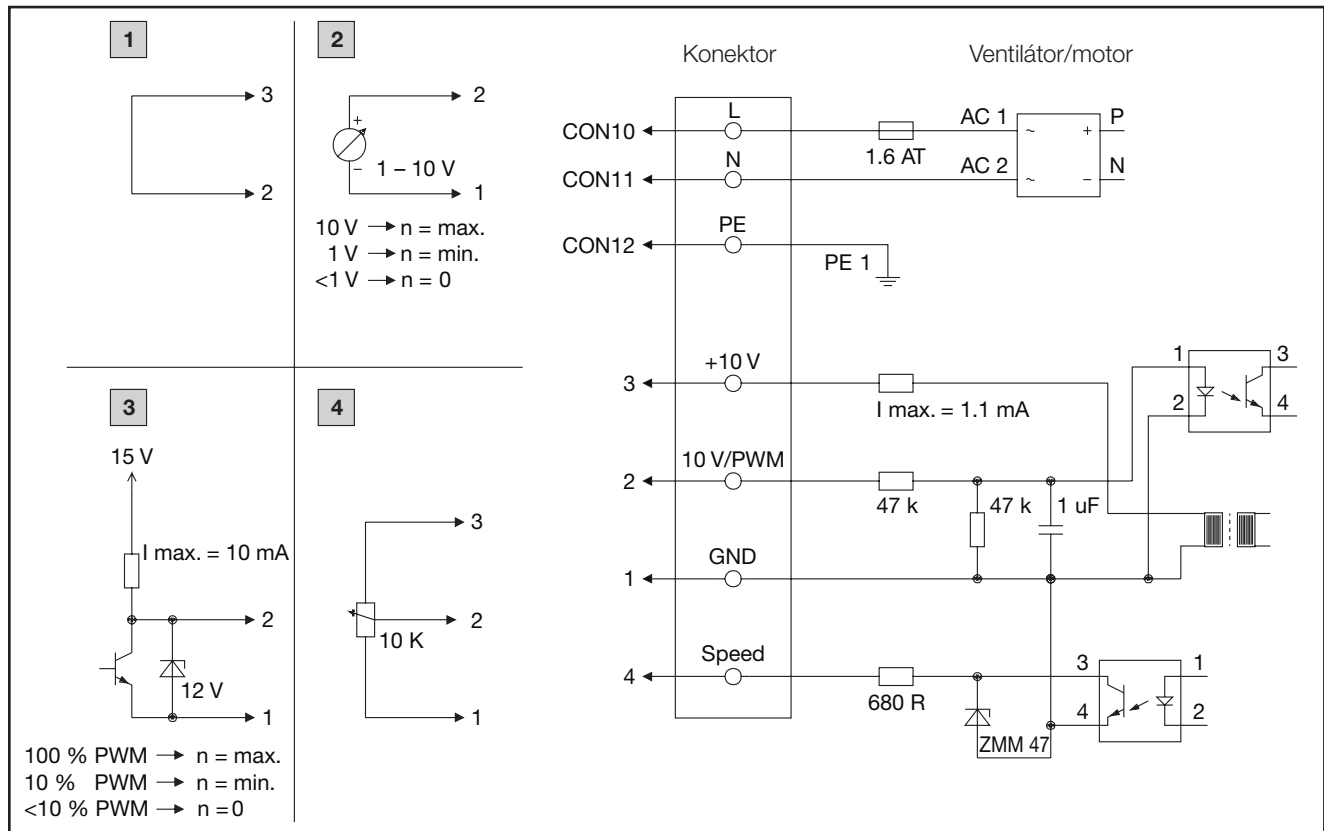 1
3
2
2
2
+
–
1 – 10 V
1
10 V → n = max.
1 V → n = min.
<1 V → n = 0
3
15 V
I max. = 10 mA
2
12 V
1
100 % PWM → n = max.
10 % PWM → n = min.
<10 % PWM → n = 0
4
3
2
10 K
1
Konektor
Ventilátor/motor
L
CON10
1.6 AT
AC 1
~
+
P
N
CON11
AC 2
~
–
N
PE
CON12
PE 1
+10 V
3
I max. = 1.1 mA
1
3
2
4
10 V/PWM
2
47 k
47 k
1 uF
GND
1
Speed
4
680 R
ZMM 47
3
1
4
2